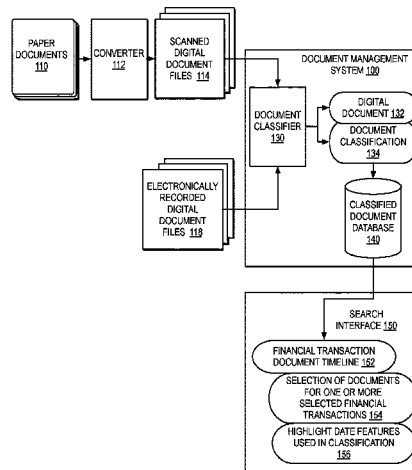 PAPER
DOCUMENTS
110
CONVERTER
112
SCANNED
DIGITAL
DOCUMENT
FILES 114
DOCUMENT MANAGEMENT
SYSTEM 100
DOCUMENT
CLASSIFIER
130
DIGITAL
DOCUMENT 132
DOCUMENT
CLASSIFICATION
134
ELECTRONICALLY
RECORDED
DIGITAL
DOCUMENT
FILES 118
CLASSIFIED
DOCUMENT
DATABASE
140
SEARCH
INTERFACE 150
FINANCIAL TRANSACTION
DOCUMENT TIMELINE 152
SELECTION OF DOCUMENTS
FOR ONE OR MORE
SELECTED FINANCIAL
TRANSACTIONS 154
HIGHLIGHT DATE FEATURES
USED IN CLASSIFICATION
156